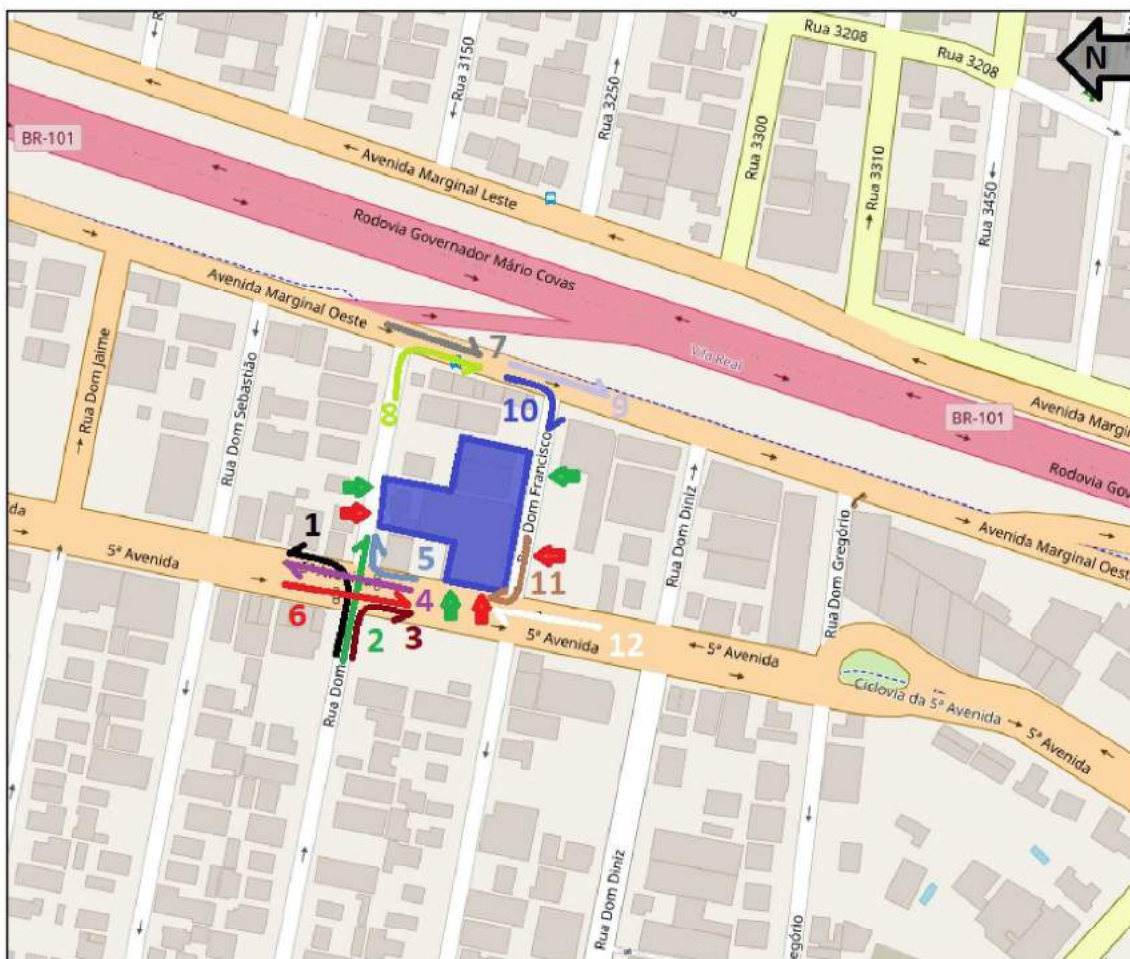 Rua 3208
Rua 3208
N
Rua 3150
Rua 3250
Rua 3300
Rua 3310
Rua 3450
BR-101
Avenida Marginal Leste
Rodovia Governador Mário Covas
Avenida Marginal Oeste
Vila Real
BR-101
Avenida Margin
Rodovia Gov
Rua Dom Jaime
Rua Dom Sebastião
7
8
9
10
Dom Francisco
Rua Dom Diniz
Rua Dom Gregório
Avenida Marginal Oeste
da
5ª Avenida
1
5
4
6
2
3
11
12
5ª Avenida
5ª Avenida
Ciclovia da 5ª Avenida
5ª Avenida
Rua Dom
Rua Dom Diniz
egório